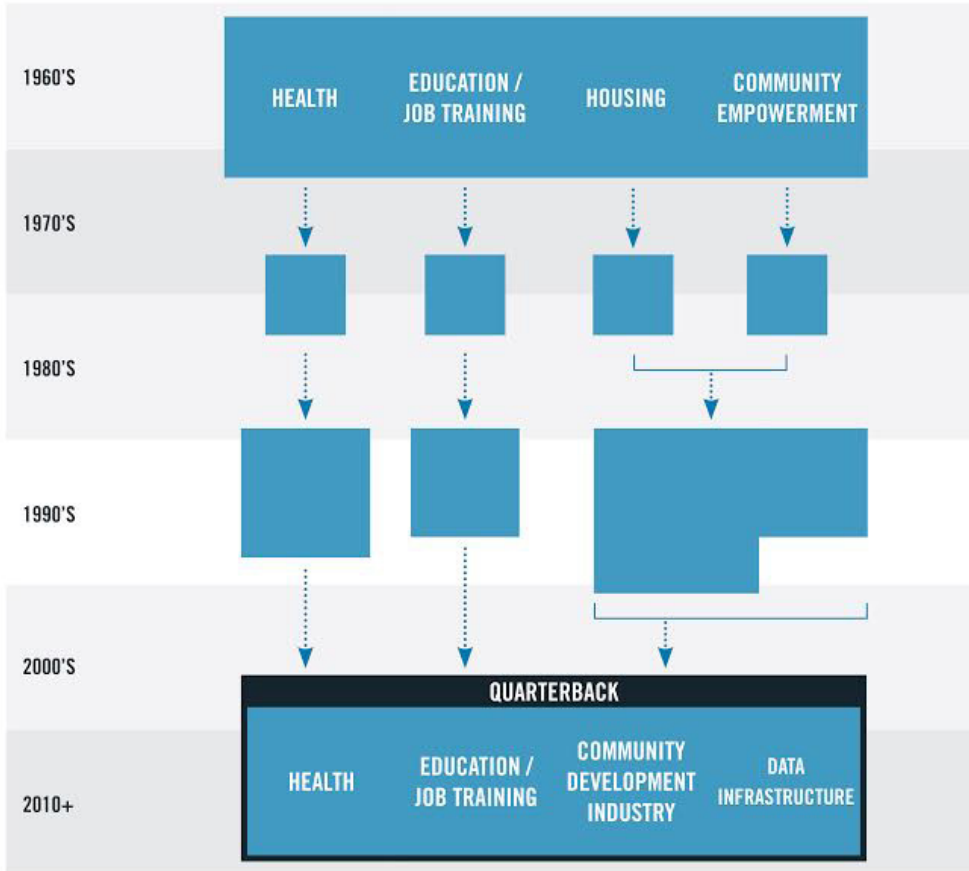 1960'S
HEALTH
EDUCATION /
JOB TRAINING
HOUSING
COMMUNITY
EMPOWERMENT
1970'S
1980'S
1990'S
2000'S
QUARTERBACK
2010+
HEALTH
EDUCATION /
JOB TRAINING
COMMUNITY
DEVELOPMENT
INDUSTRY
DATA
INFRASTRUCTURE